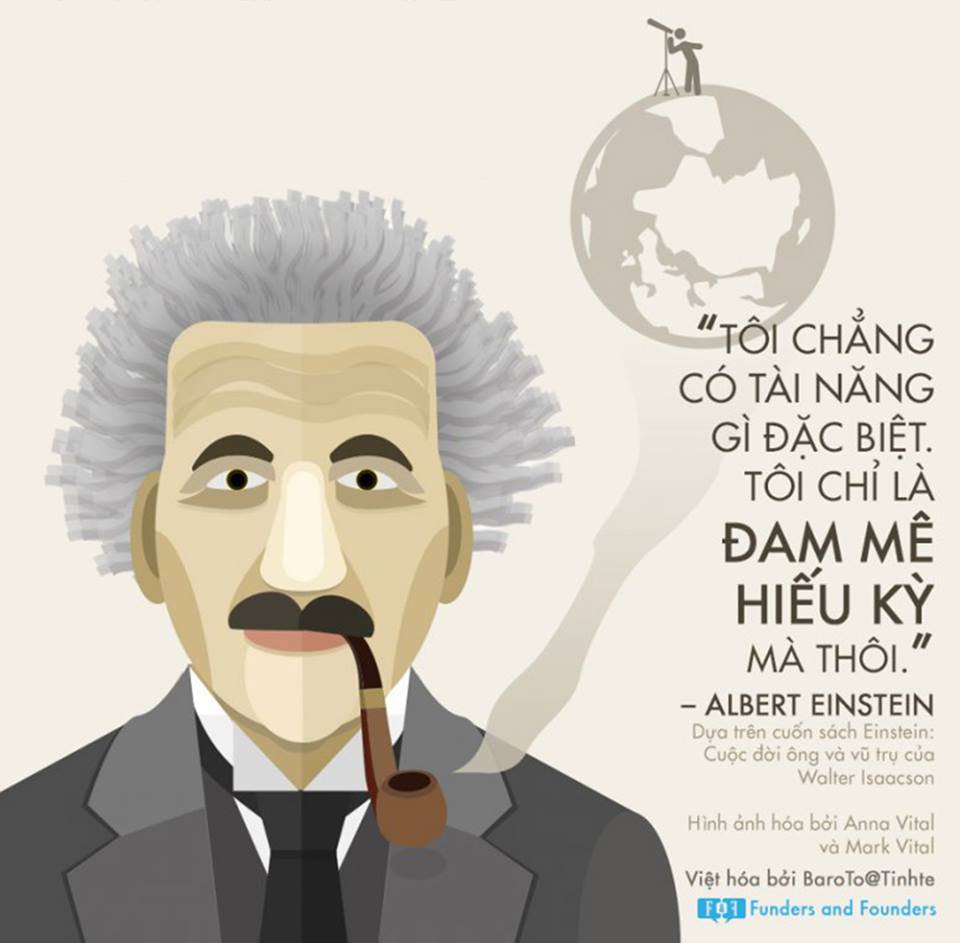 "TÔI CHẲNG
CÓ TÀI NĂNG
GÌ ĐẶC BIỆT.
TÔI CHỈ LÀ
ĐAM MÊ
HIẾU KỲ
MÀ THÔI."
– ALBERT EINSTEIN
Dựa trên cuốn sách Einstein:
Cuộc đời ông và vũ trụ của
Walter Isaacson
Hình ảnh hóa bởi Anna Vital
và Mark Vital
Việt hóa bởi BaroTo@Tinhte
F&F Funders and Founders